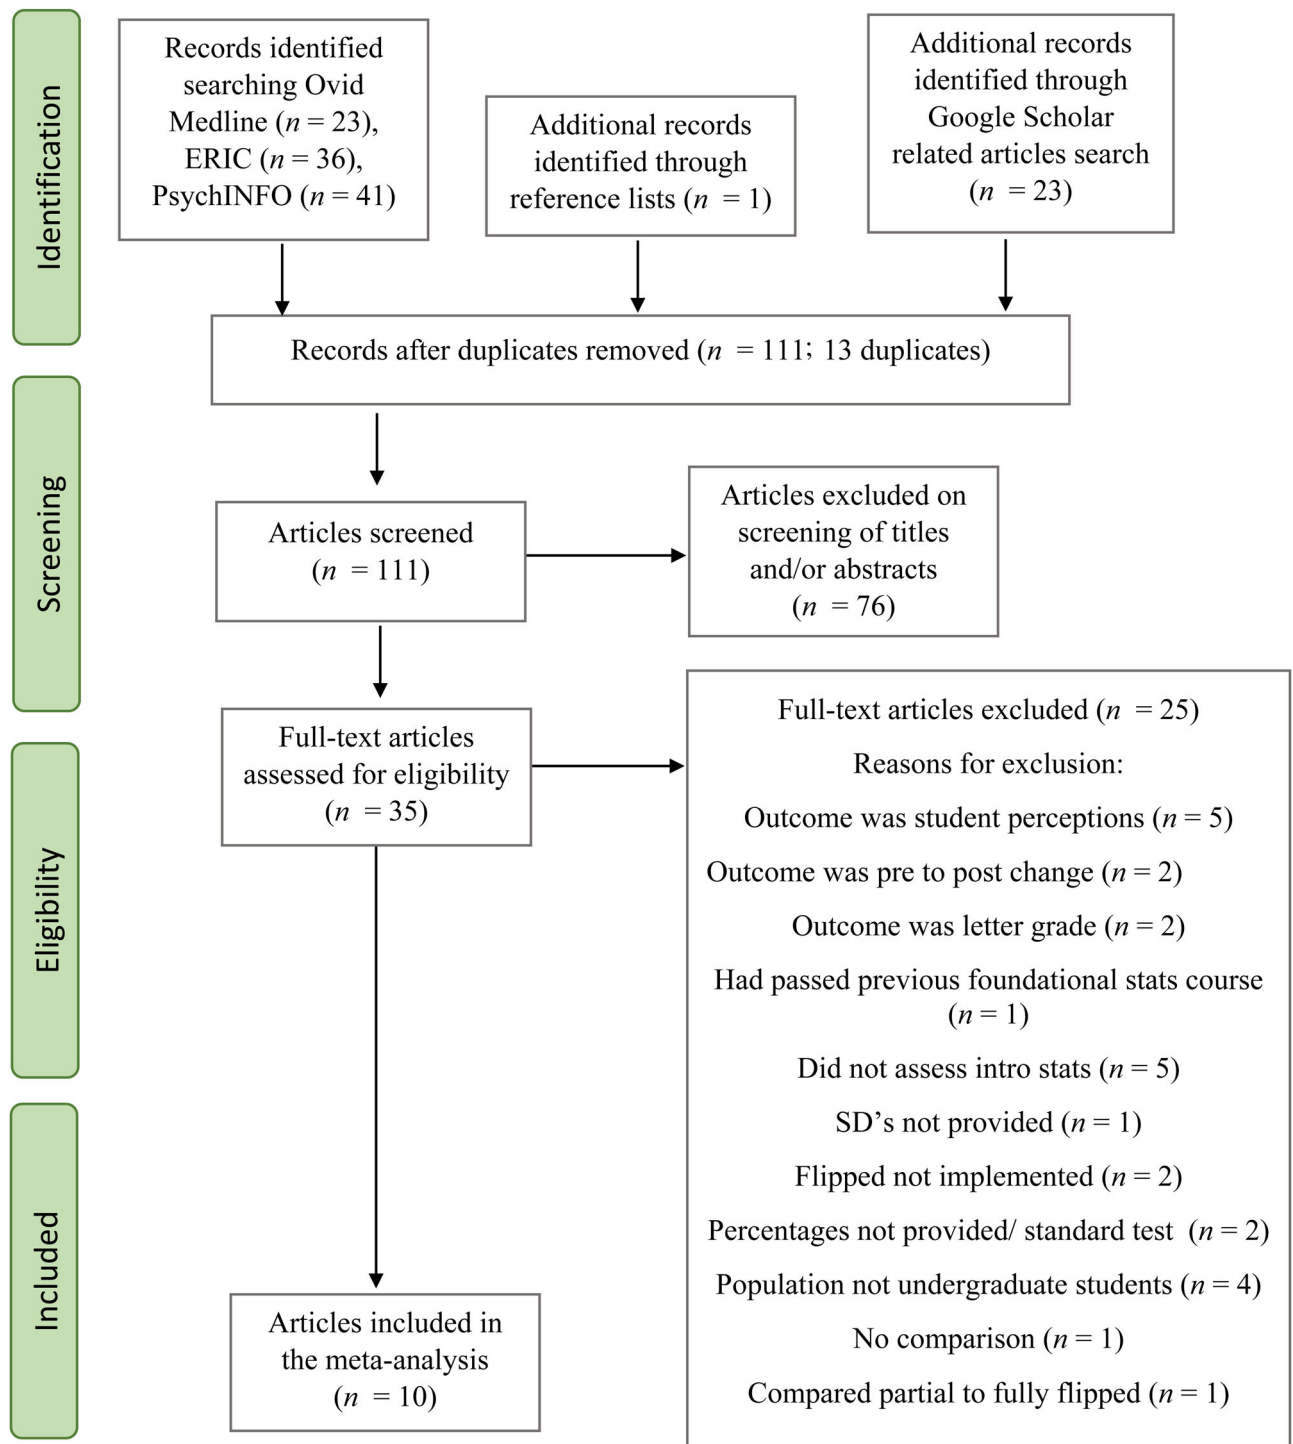 Identification
Records identified
searching Ovid
Medline (n = 23),
ERIC (n = 36),
PsychINFO (n = 41)
Additional records
identified through
reference lists (n = 1)
Additional records
identified through
Google Scholar
related articles search
(n = 23)
Records after duplicates removed (n = 111; 13 duplicates)
Screening
Articles screened
(n = 111)
Articles excluded on
screening of titles
and/or abstracts
(n = 76)
Eligibility
Full-text articles
assessed for eligibility
(n = 35)
Full-text articles excluded (n = 25)
Reasons for exclusion:
Outcome was student perceptions (n = 5)
Outcome was pre to post change (n = 2)
Outcome was letter grade (n = 2)
Had passed previous foundational stats course
(n = 1)
Did not assess intro stats (n = 5)
SD's not provided (n = 1)
Flipped not implemented (n = 2)
Percentages not provided/ standard test (n = 2)
Population not undergraduate students (n = 4)
No comparison (n = 1)
Compared partial to fully flipped (n = 1)
Included
Articles included in
the meta-analysis
(n = 10)